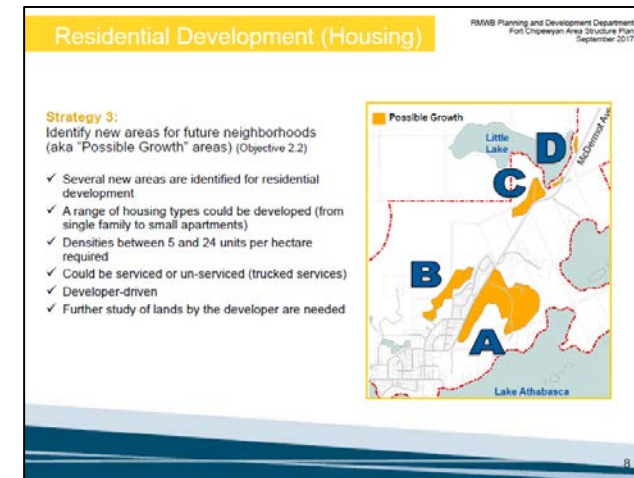 RMWB Planning and Development Department
Fort Chipewyan Area Structure Plan
September 2017
Residential Development (Housing)
Strategy 3:
Identify new areas for future neighborhoods
(aka "Possible Growth" areas) (Objective 2.2)
✓ Several new areas are identified for residential
development
✓ A range of housing types could be developed (from
single family to small apartments)
✓ Densities between 5 and 24 units per hectare
required
✓ Could be serviced or un-serviced (trucked services)
✓ Developer-driven
✓ Further study of lands by the developer are needed
Possible Growth
Little
Lake
D
McDermot Ave
C
B
A
Lake Athabasca
8